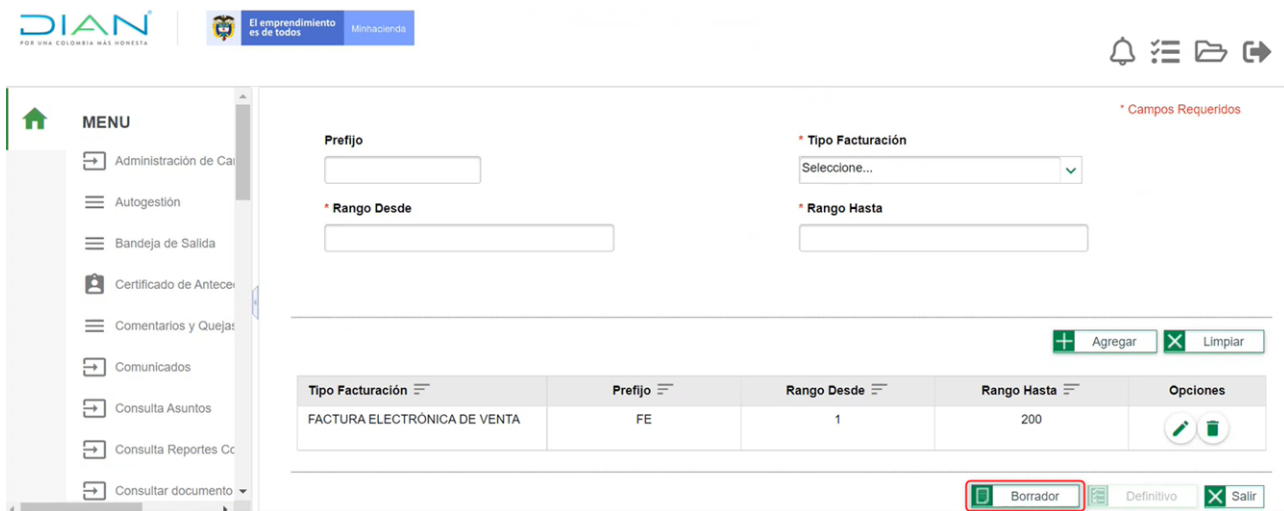 DIAN
POR UNA COLOMBIA MÁS HONESTA
El emprendimiento
es de todos
Minhacienda
* Campos Requeridos
MENU
Administración de Car
Autogestión
Bandeja de Salida
Certificado de Anteced
Comentarios y Quejas
Comunicados
Consulta Asuntos
Consulta Reportes Co
Consultar documento
Prefijo
* Tipo Facturación
Seleccione...
* Rango Desde
* Rango Hasta
Agregar
Limpiar
Tipo Facturación Prefijo Rango Desde Rango Hasta Opciones
FACTURA ELECTRÓNICA DE VENTA FE 1 200
Borrador
Definitivo
Salir